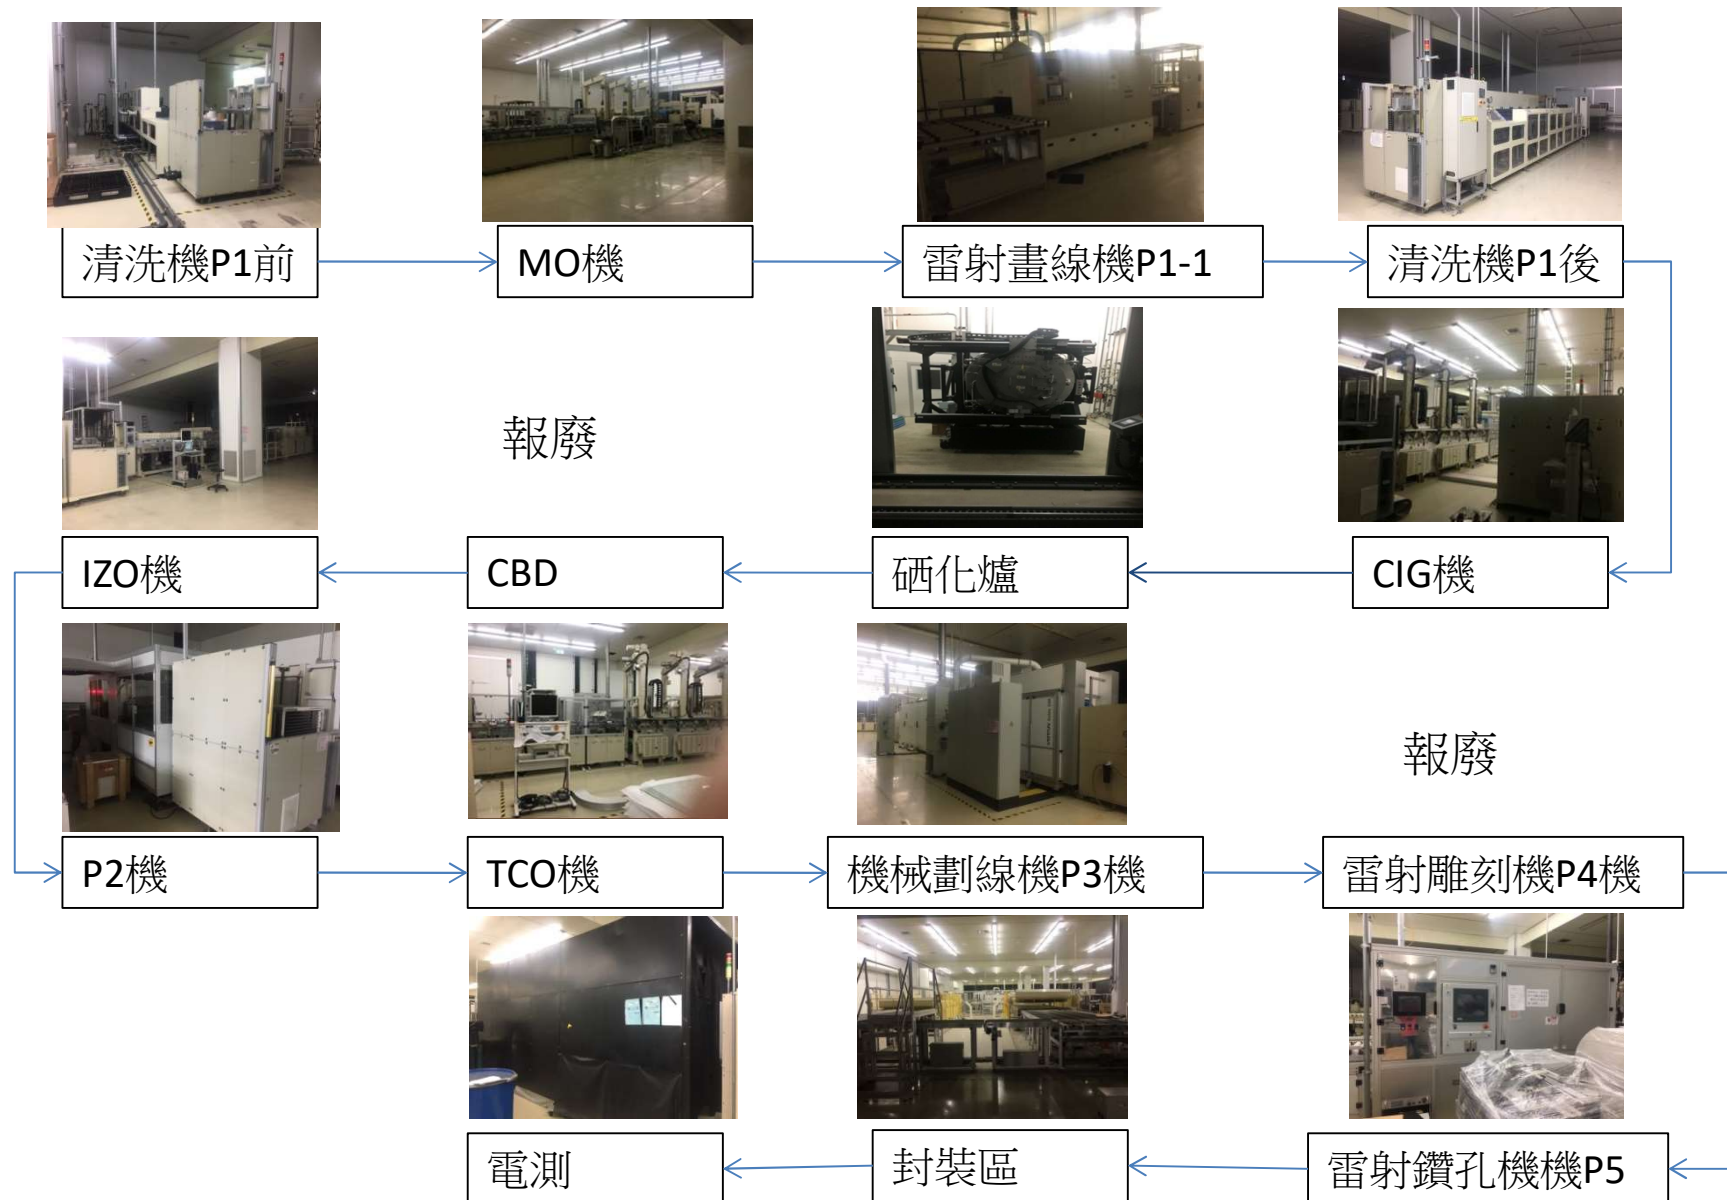 清洗機P1前
MO機
雷射畫線機P1-1
清洗機P1後
報廢
IZO機
CBD
硒化爐
CIG機
報廢
P2機
TCO機
機械劃線機P3機
雷射雕刻機P4機
電測
封裝區
雷射鑽孔機機P5